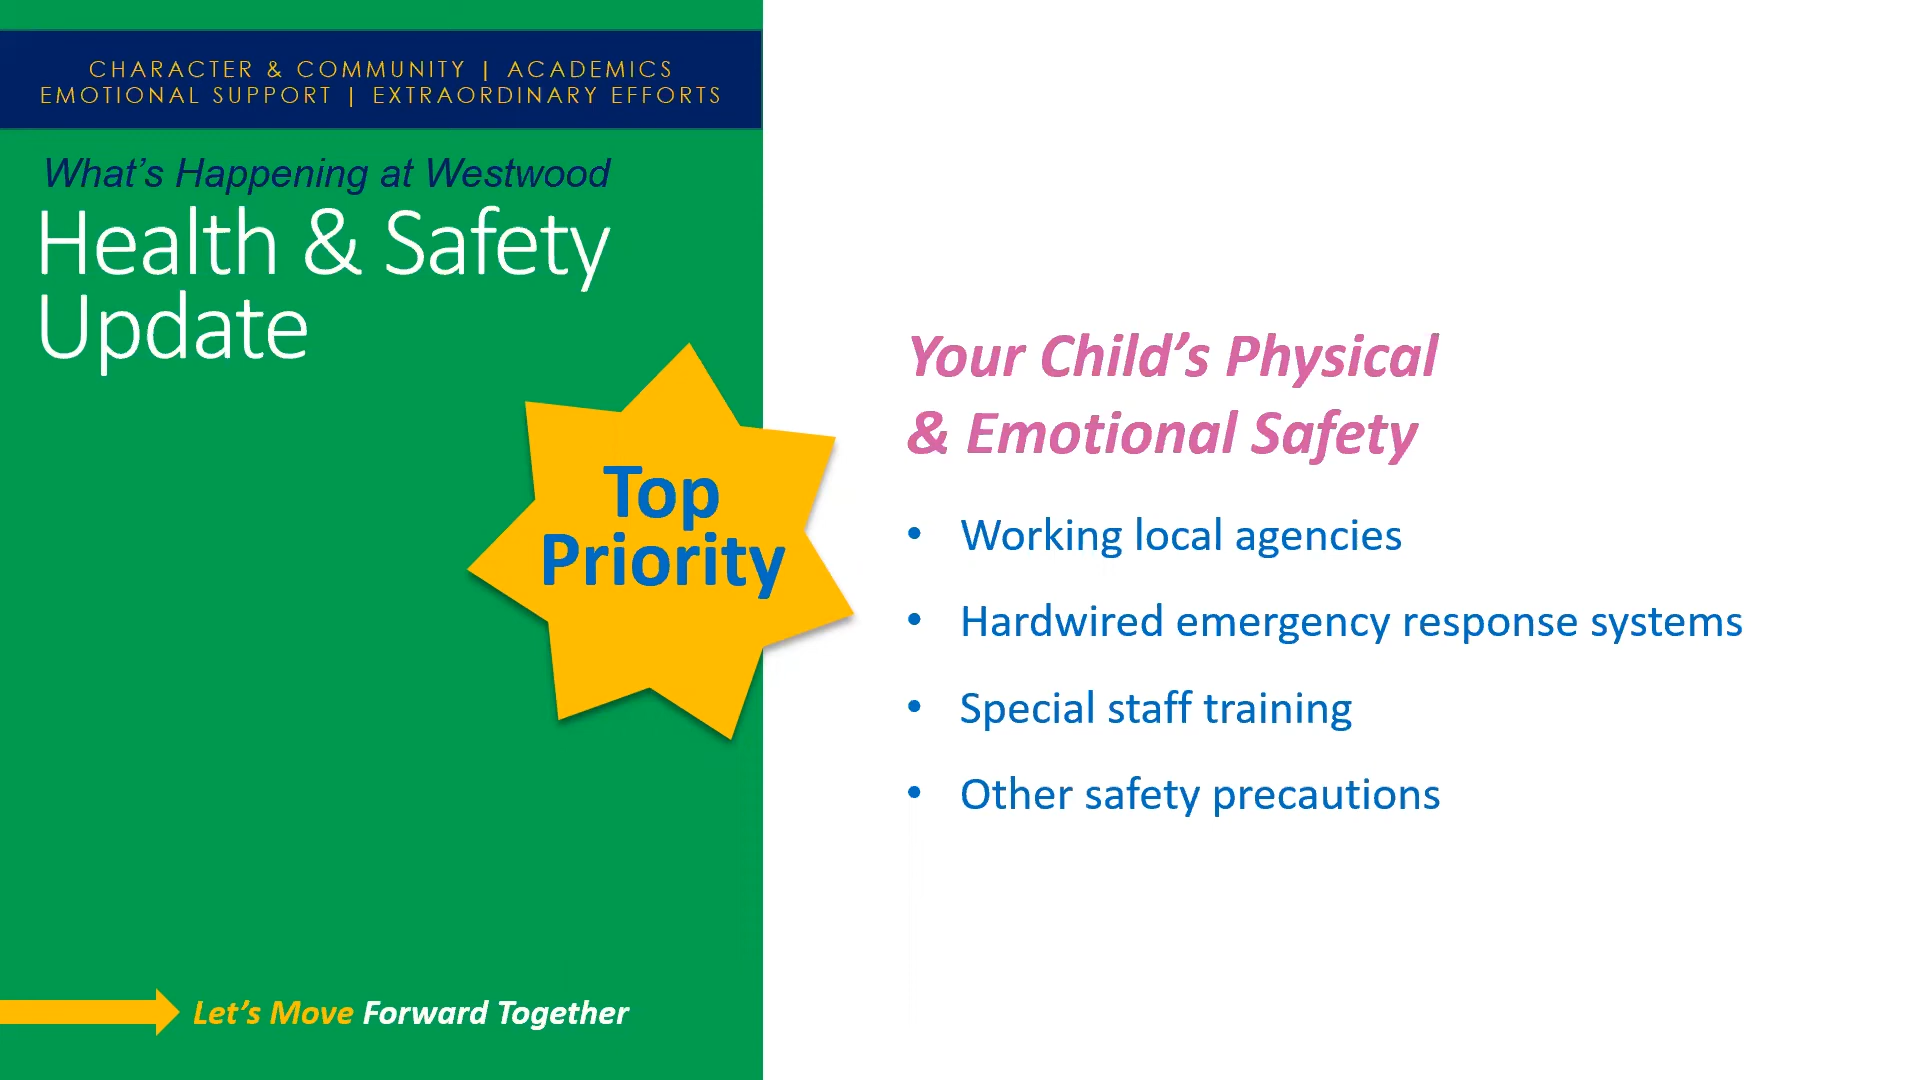 CHARACTER & COMMUNITY | ACADEMICS
EMOTIONAL SUPPORT | EXTRAORDINARY EFFORTS
What’s Happening at Westwood
Health & Safety
Update
Top
Priority
Your Child’s Physical
& Emotional Safety
• Working local agencies
• Hardwired emergency response systems
• Special staff training
• Other safety precautions
Let’s Move Forward Together